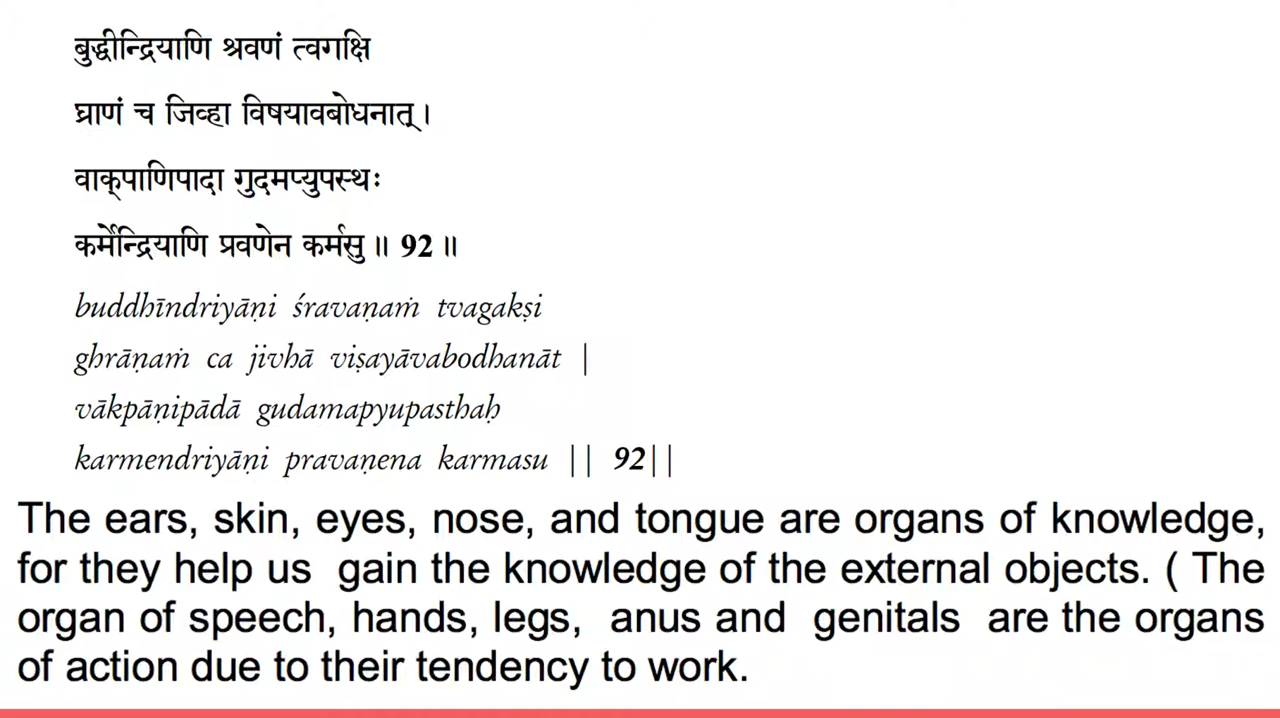 बुद्धीन्द्रियाणि श्रवणं त्वगक्षि
घ्राणं च जिव्हा विषयावबोधनात् ।
वाक्पाणिपादा गुदमप्युपस्थः
कर्मेन्द्रियाणि प्रवणेन कर्मसु ॥ 92 ॥
buddhīndriyāṇi śravaṇaṁ tvagakṣi
ghrāṇaṁ ca jivhā viṣayāvabodhanāt |
vākpāṇipādā gudamapyupasthaḥ
karmendriyāṇi pravaṇena karmasu || 92||
The ears, skin, eyes, nose, and tongue are organs of knowledge,
for they help us gain the knowledge of the external objects. ( The
organ of speech, hands, legs, anus and genitals are the organs
of action due to their tendency to work.